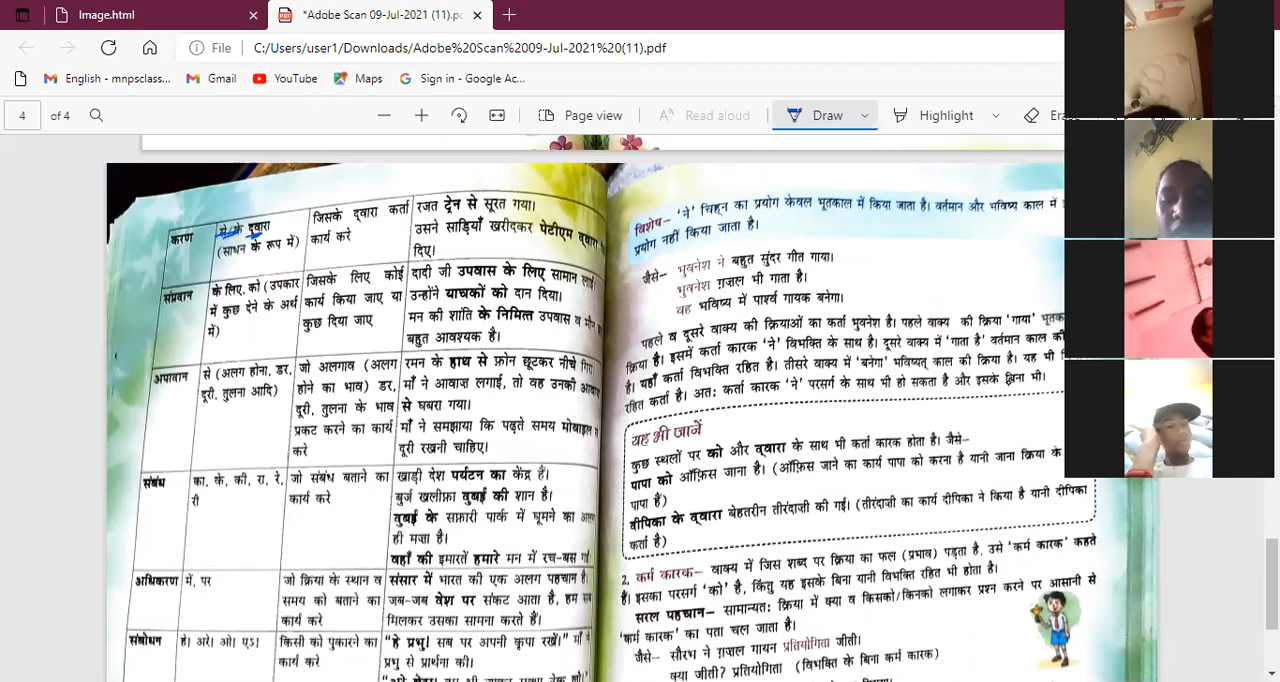 Image.html
*Adobe Scan 09-Jul-2021 (11).pc
File
C:/Users/user1/Downloads/Adobe%20Scan%2009-Jul-2021%20(11).pdf
English - mnpsclass...
Gmail
YouTube
Maps
Sign in - Google Ac...
4 of 4
Page view
Read aloud
Draw
Highlight
करण
से/के द्वारा
(साधन के रूप में)
जिसके द्वारा कर्ता
कार्य करे
रजत ट्रेन से सूरत गया।
उसने साड़ियाँ खरीदकर पेटीएम द्वारा
दिए।
संप्रदान
के लिए, को (उपकार
में कुछ देने के अर्थ
में)
जिसके लिए कोई
कार्य किया जाए या
कुछ दिया जाए
दादी जी उपवास के लिए सामान लाईं।
उन्होंने याचकों को दान दिया।
मन की शांति के निमित्त उपवास व मौन
बहुत आवश्यक है।
अपादान
से (अलग होना, डर,
दूरी, तुलना आदि)
जो अलगाव (अलग
होने का भाव) डर,
दूरी, तुलना के भाव
प्रकट करने का कार्य
करे
रमन के हाथ से फ़ोन छूटकर नीचे गिरा
माँ ने आवाज़ लगाई, तो वह उनकी आवाज़
से घबरा गया।
माँ ने समझाया कि पढ़ते समय मोबाइल से
दूरी रखनी चाहिए।
संबंध
का, के, की, रा, रे,
री
जो संबंध बताने का
कार्य करे
खाड़ी देश पर्यटन का केंद्र हैं।
बुर्ज खलीफ़ा दुबई की शान है।
दुबई के सफ़ारी पार्क में घूमने का अलग
ही मज़ा है।
वहाँ की इमारतें हमारे मन में रच-बस गईं
अधिकरण
में, पर
जो क्रिया के स्थान व
समय को बताने का
कार्य करे
संसार में भारत की एक अलग पहचान है।
जब-जब देश पर संकट आता है, हम सब
मिलकर उसका सामना करते हैं।
संबोधन
हे! अरे! ओ! ए,ऽ!
किसी को पुकारने का
कार्य करे
"हे प्रभु! सब पर अपनी कृपा रखें।" माँ ने
प्रभु से प्रार्थना की।
विशेष– 'ने' चिह्न का प्रयोग केवल भूतकाल में किया जाता है। वर्तमान और भविष्य काल में
प्रयोग नहीं किया जाता है।
जैसे– भुवनेश ने बहुत सुंदर गीत गाया।
भुवनेश ग़ज़ल भी गाता है।
वह भविष्य में पार्श्व गायक बनेगा।
पहले व दूसरे वाक्य की क्रियाओं का कर्ता भुवनेश है। पहले वाक्य की क्रिया 'गाया' भूतका
क्रिया है। इसमें कर्ता कारक 'ने' विभक्ति के साथ है। दूसरे वाक्य में 'गाता है' वर्तमान काल की
है। यहाँ कर्ता विभक्ति रहित है। तीसरे वाक्य में 'बनेगा' भविष्यत् काल की क्रिया है। यह भी
रहित कर्ता है। अतः कर्ता कारक 'ने' परसर्ग के साथ भी हो सकता है और इसके बिना भी।
यह भी जानें
कुछ स्थलों पर को और द्वारा के साथ भी कर्ता कारक होता है। जैसे–
पापा को ऑफ़िस जाना है। (ऑफ़िस जाने का कार्य पापा को करना है यानी जाना क्रिया के
पापा हैं)
दीपिका के द्वारा बेहतरीन तीरंदाज़ी की गई। (तीरंदाज़ी का कार्य दीपिका ने किया है यानी दीपिका
कर्ता है)
2. कर्म कारक– वाक्य में जिस शब्द पर क्रिया का फल (प्रभाव) पड़ता है, उसे 'कर्म कारक' कहते
हैं। इसका परसर्ग 'को' है, किंतु यह इसके बिना यानी विभक्ति रहित भी होता है।
सरल पहचान– सामान्यतः क्रिया में क्या व किसको/किनको लगाकर प्रश्न करने पर आसानी से
'कर्म कारक' का पता चल जाता है।
जैसे– सौरभ ने ग़ज़ल गायन प्रतियोगिता जीती।
क्या जीती? प्रतियोगिता (विभक्ति के बिना कर्म कारक)